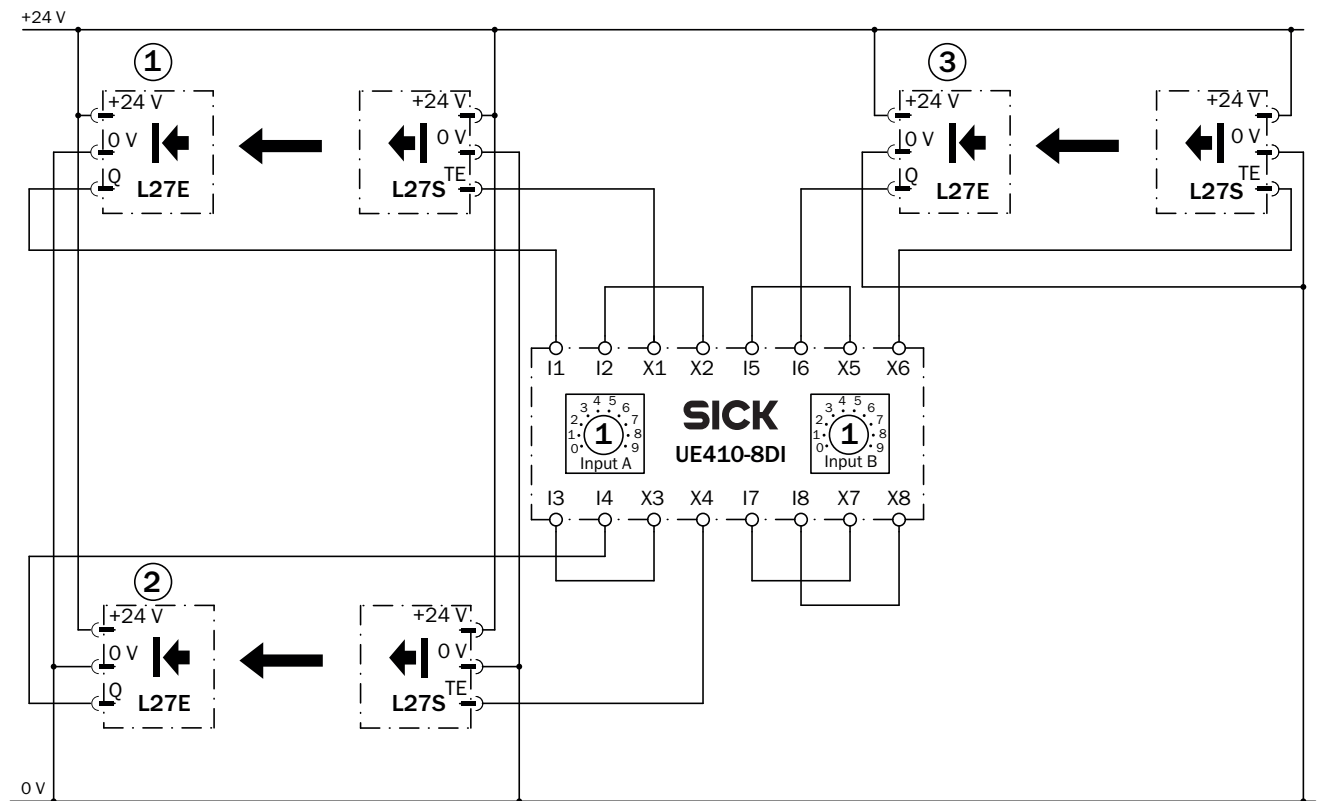 +24 V
1
3
+24 V
0 V
Q
L27E
+24 V
0 V
TE
L27S
+24 V
0 V
Q
L27E
+24 V
0 V
TE
L27S
I1 I2 X1 X2 I5 I6 X5 X6
0 1 2 3 4 5 6 7 8 9
1
Input A
SICK
UE410-8DI
0 1 2 3 4 5 6 7 8 9
1
Input B
I3 I4 X3 X4 I7 I8 X7 X8
2
+24 V
0 V
Q
L27E
+24 V
0 V
TE
L27S
0 V